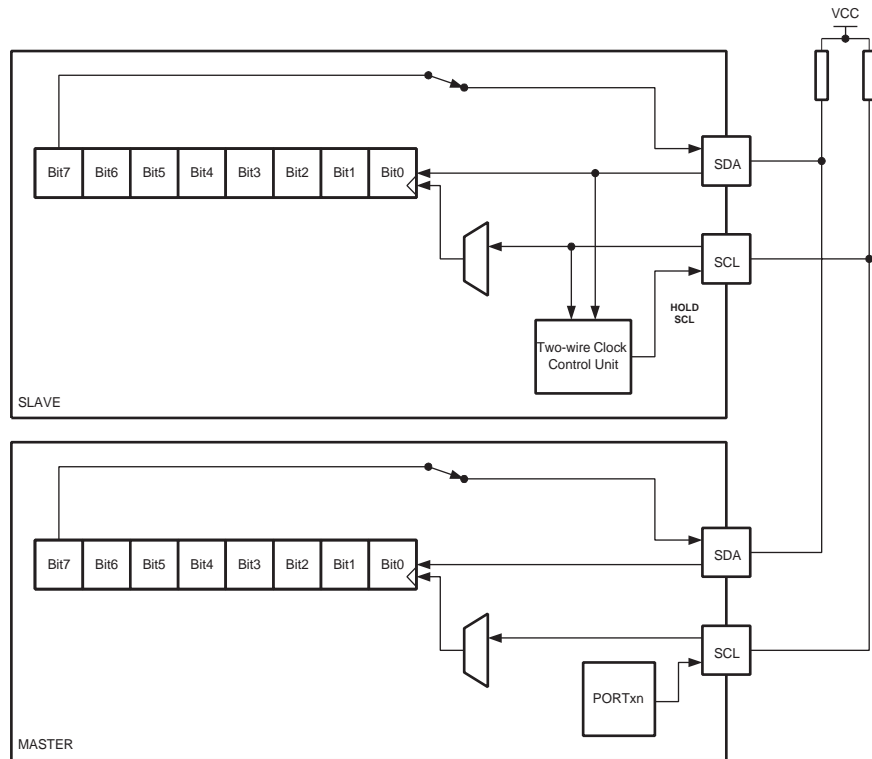 VCC
Bit7 Bit6 Bit5 Bit4 Bit3 Bit2 Bit1 Bit0
SDA
SCL
HOLD
SCL
Two-wire Clock
Control Unit
SLAVE
Bit7 Bit6 Bit5 Bit4 Bit3 Bit2 Bit1 Bit0
SDA
SCL
PORTxn
MASTER